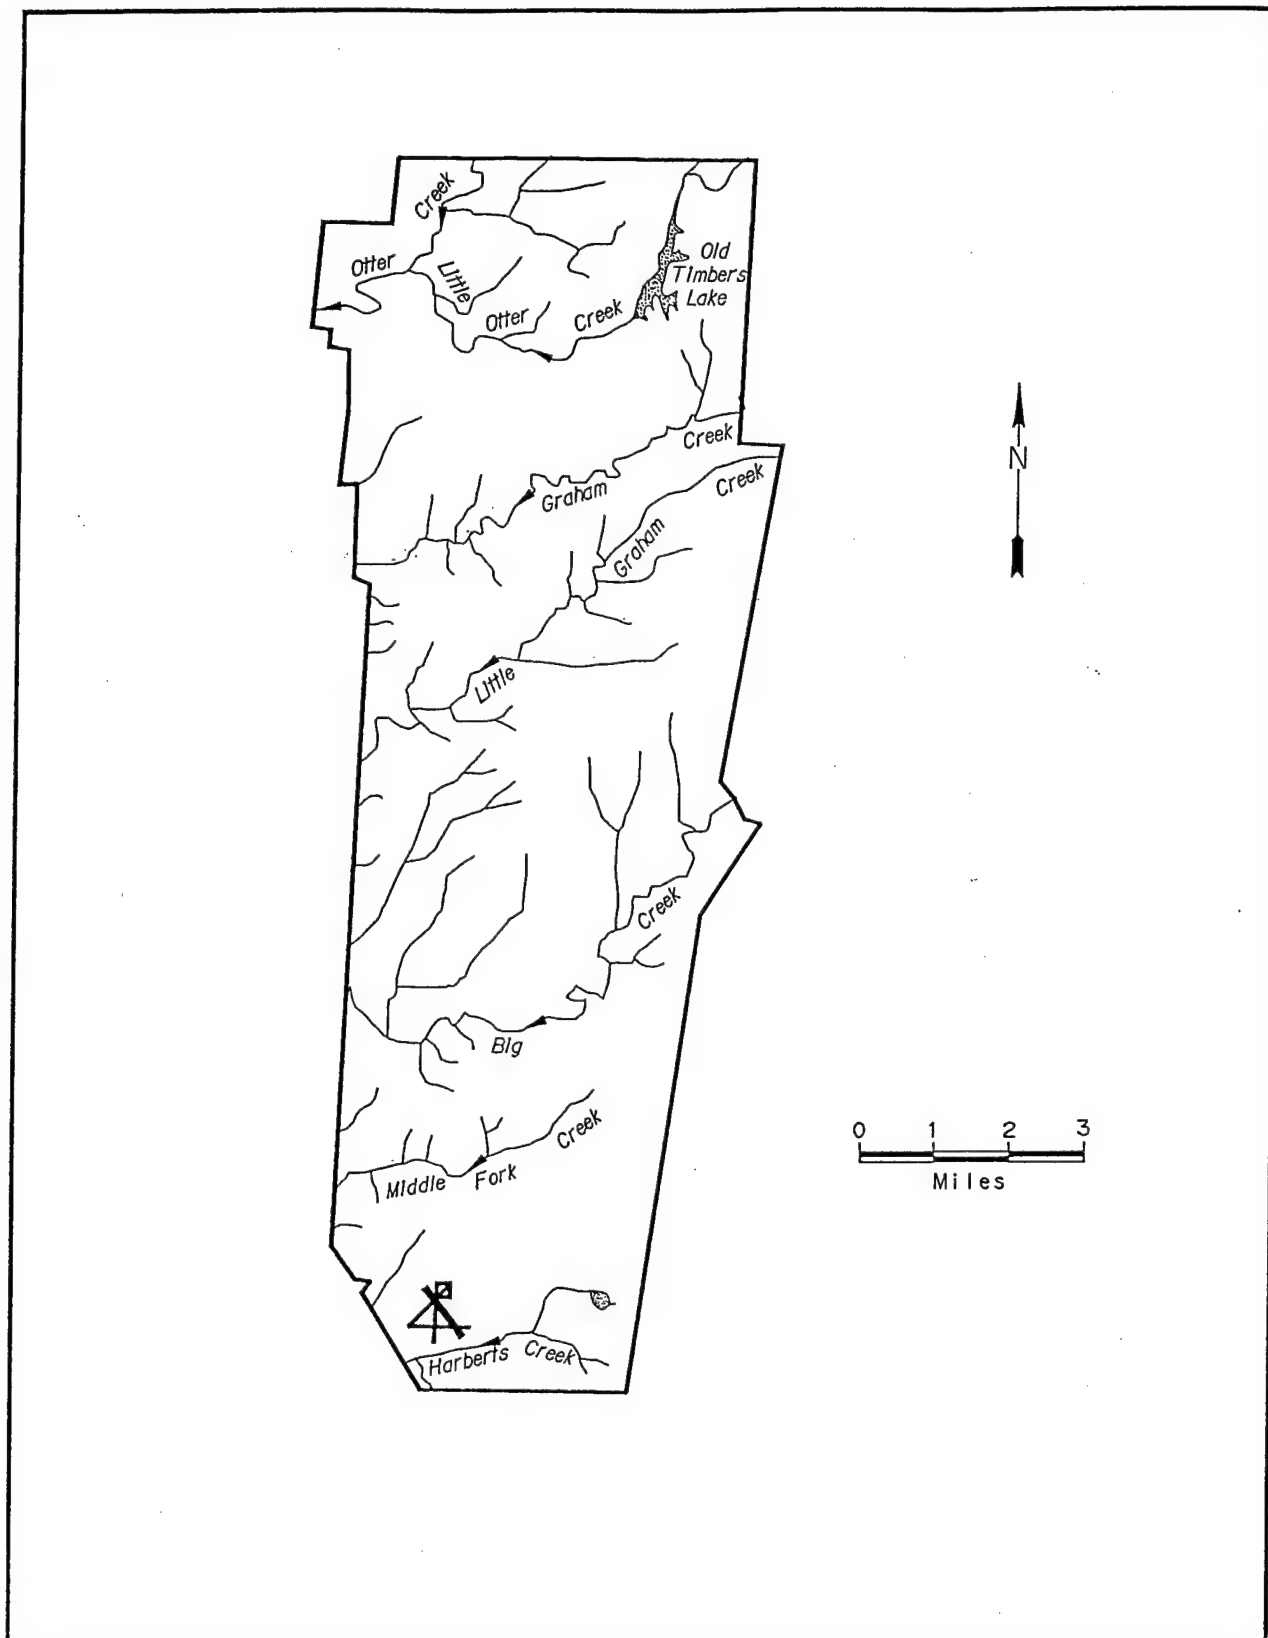 Creek
Otter
Little
Otter
Creek
Old
Timbers
Lake
Creek
Graham
Creek
Graham
Little
N
Creek
Big
0 1 2 3
Miles
Creek
Middle Fork
Harberts Creek